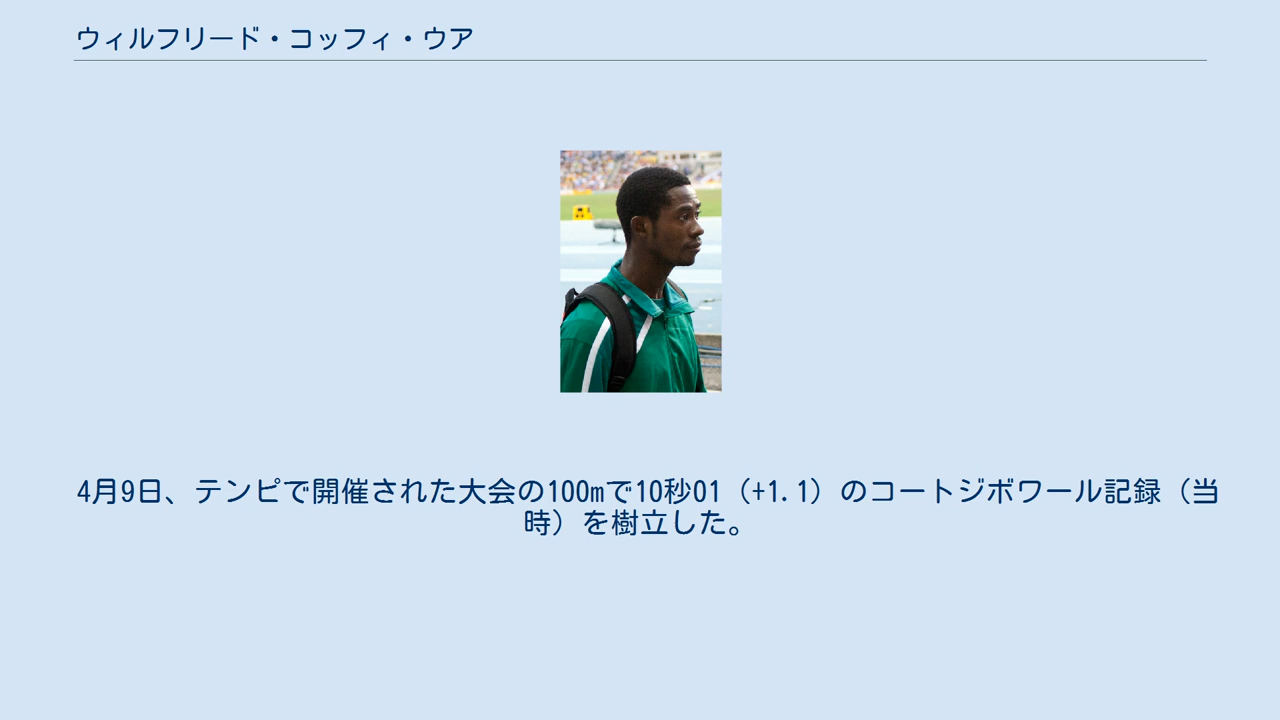 ウィルフリード・コッフィ・ウア
4月9日、テンピで開催された大会の100mで10秒01（+1.1）のコートジボワール記録（当
時）を樹立した。